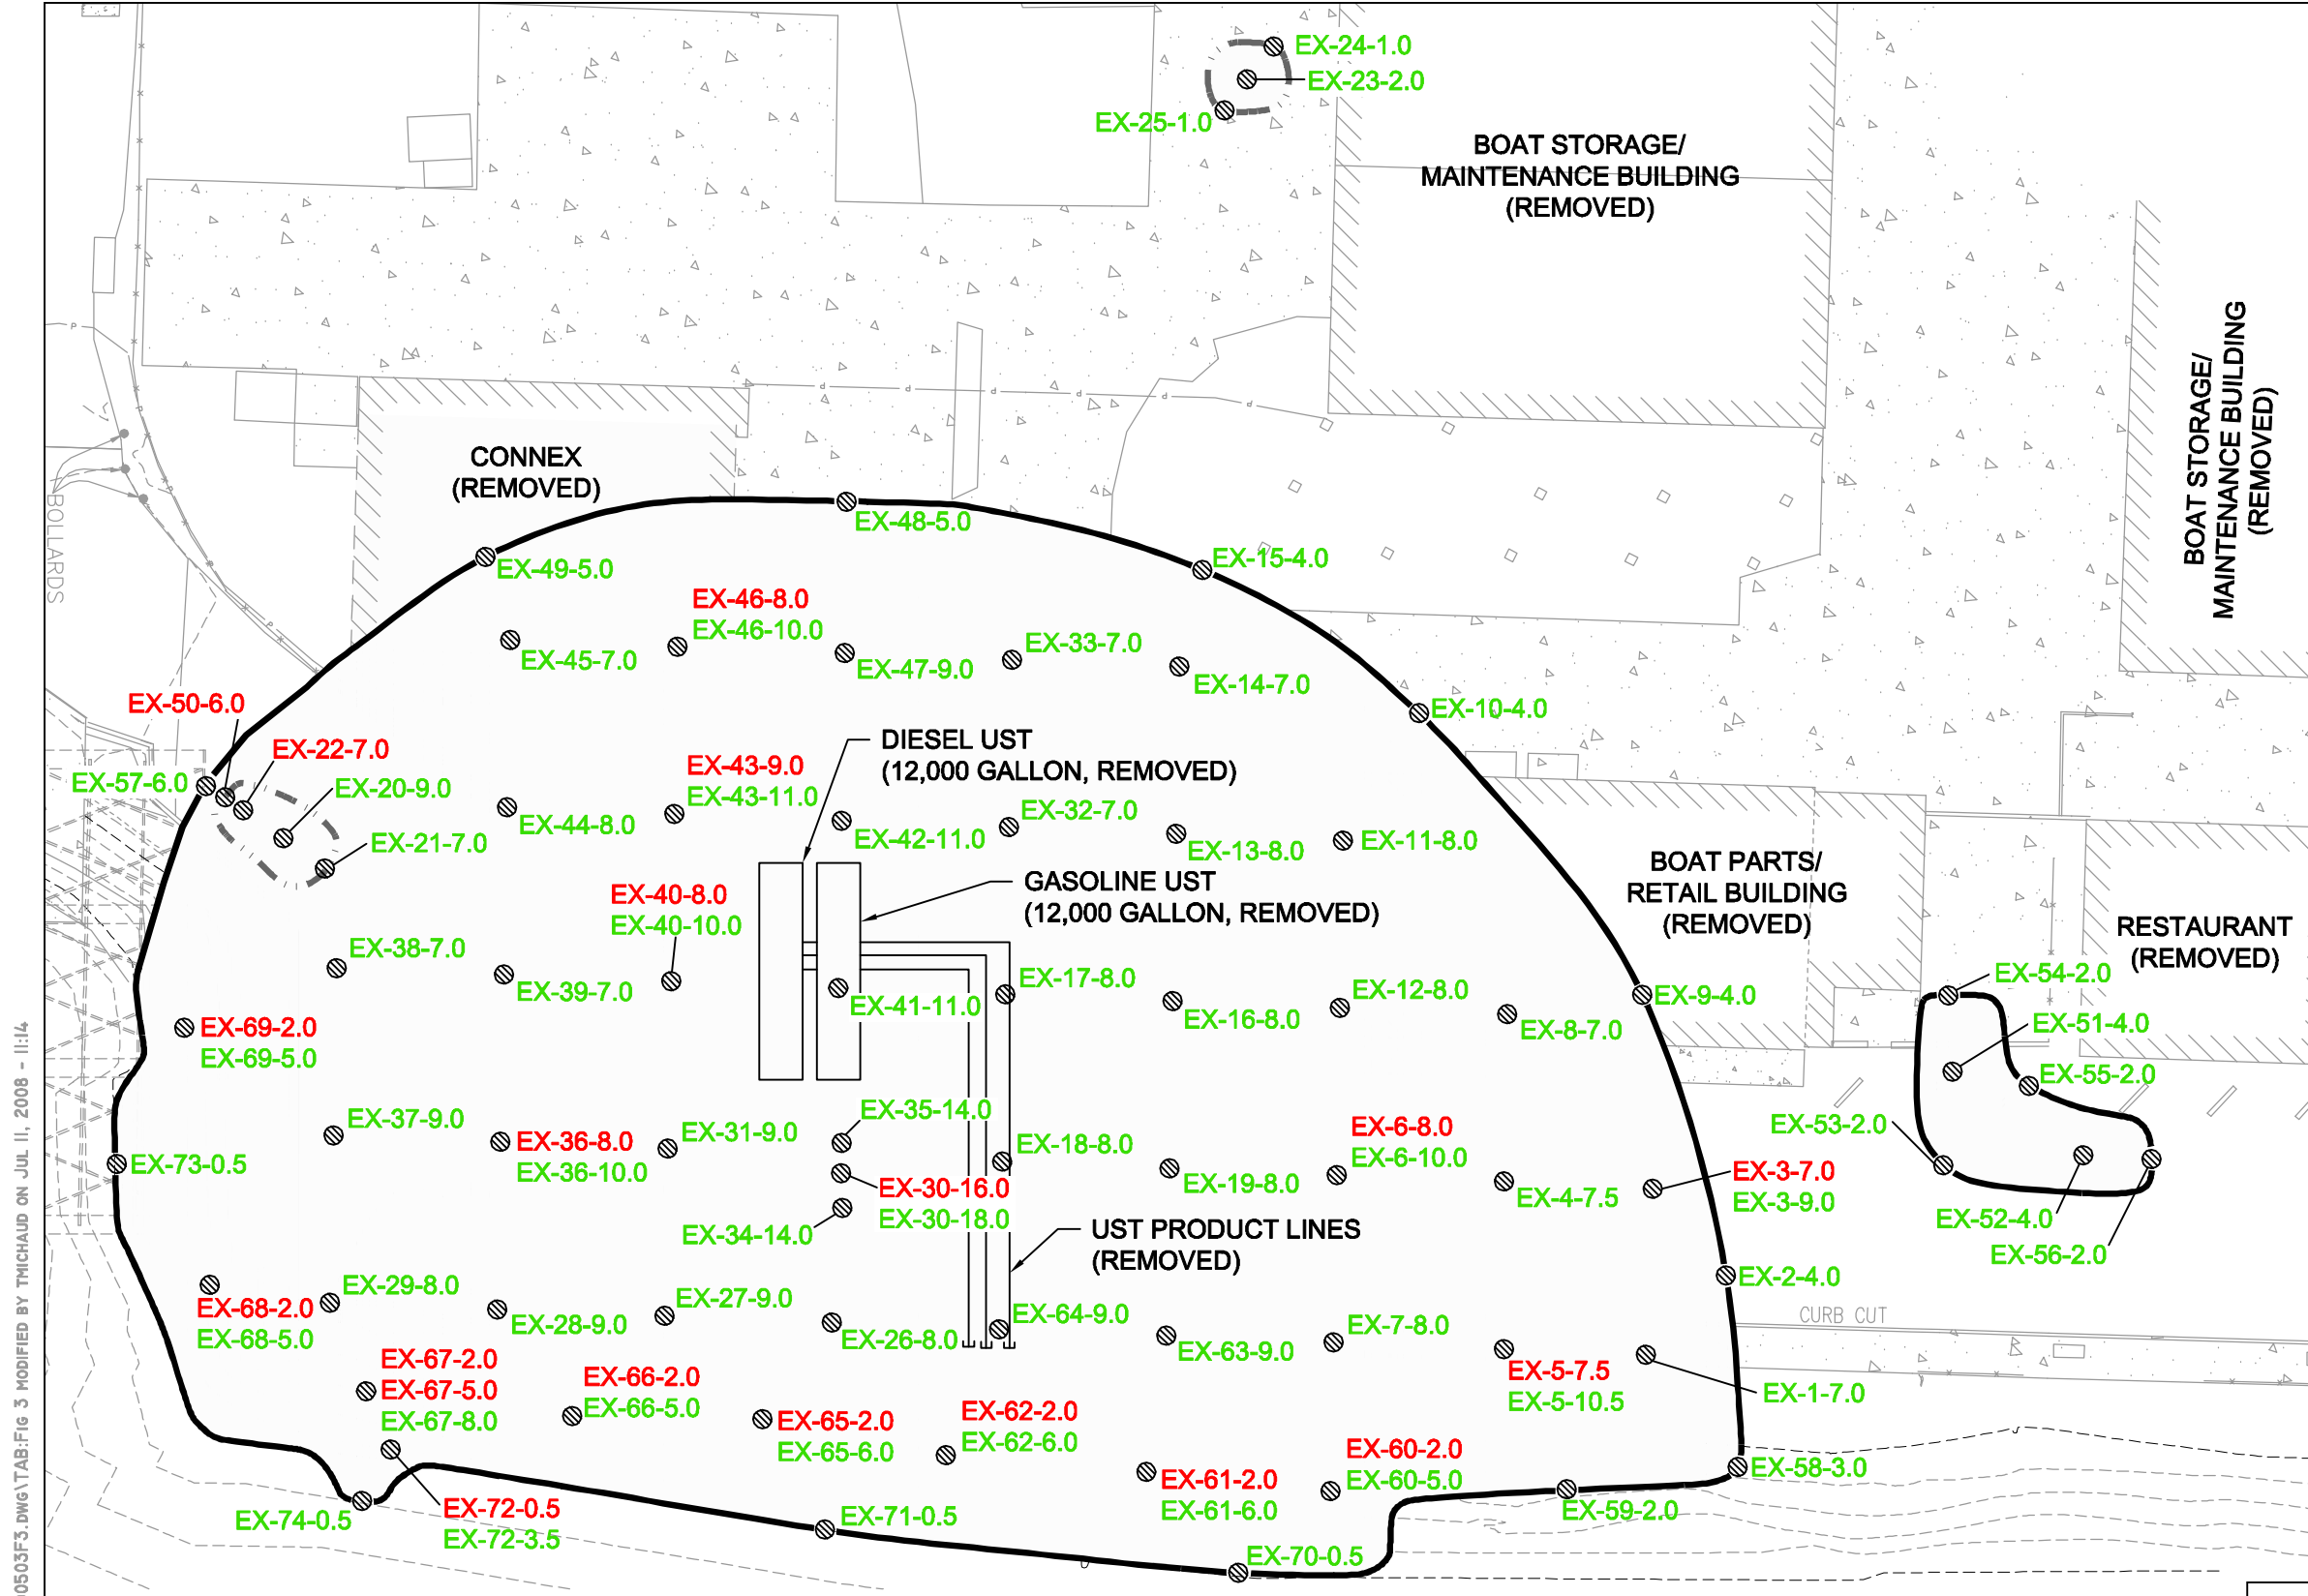 EX-24-1.0
EX-23-2.0
EX-25-1.0
BOAT STORAGE/
MAINTENANCE BUILDING
(REMOVED)
BOAT STORAGE/
MAINTENANCE BUILDING
(REMOVED)
CONNEX
(REMOVED)
BOLLARDS
EX-48-5.0
EX-49-5.0
EX-15-4.0
EX-46-8.0
EX-46-10.0
EX-45-7.0
EX-47-9.0
EX-33-7.0
EX-14-7.0
EX-50-6.0
EX-10-4.0
EX-22-7.0
EX-57-6.0
EX-20-9.0
EX-21-7.0
EX-44-8.0
EX-43-9.0
EX-43-11.0
DIESEL UST
(12,000 GALLON, REMOVED)
EX-42-11.0
EX-32-7.0
EX-13-8.0
EX-11-8.0
GASOLINE UST
(12,000 GALLON, REMOVED)
BOAT PARTS/
RETAIL BUILDING
(REMOVED)
RESTAURANT
(REMOVED)
EX-40-8.0
EX-40-10.0
EX-38-7.0
EX-39-7.0
EX-41-11.0
EX-17-8.0
EX-16-8.0
EX-12-8.0
EX-8-7.0
EX-9-4.0
EX-54-2.0
EX-51-4.0
EX-55-2.0
EX-53-2.0
EX-52-4.0
EX-56-2.0
EX-69-2.0
EX-69-5.0
EX-37-9.0
EX-73-0.5
EX-36-8.0
EX-36-10.0
EX-31-9.0
EX-35-14.0
EX-30-16.0
EX-30-18.0
EX-34-14.0
EX-18-8.0
EX-19-8.0
EX-6-8.0
EX-6-10.0
EX-4-7.5
EX-3-7.0
EX-3-9.0
UST PRODUCT LINES
(REMOVED)
EX-2-4.0
CURB CUT
EX-68-2.0
EX-68-5.0
EX-29-8.0
EX-28-9.0
EX-27-9.0
EX-26-8.0
EX-64-9.0
EX-63-9.0
EX-7-8.0
EX-5-7.5
EX-5-10.5
EX-1-7.0
EX-67-2.0
EX-67-5.0
EX-67-8.0
EX-66-2.0
EX-66-5.0
EX-65-2.0
EX-65-6.0
EX-62-2.0
EX-62-6.0
EX-61-2.0
EX-61-6.0
EX-60-2.0
EX-60-5.0
EX-58-3.0
EX-59-2.0
EX-74-0.5
EX-72-0.5
EX-72-3.5
EX-71-0.5
EX-70-0.5
00503F3.DWG\TAB:FIG 3 MODIFIED BY TMICHAUD ON JUL 11, 2008 - 11:14